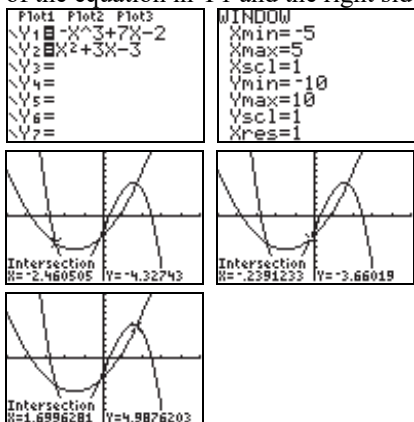 of the equation in Y1 and the right side
Plot1 Plot2 Plot3
\Y1=-X^3+7X-2
\Y2=X²+3X-3
\Y3=
\Y4=
\Y5=
\Y6=
\Y7=
WINDOW
Xmin=-5
Xmax=5
Xscl=1
Ymin=-10
Ymax=10
Yscl=1
Xres=1
Intersection
X=-2.460505 Y=-4.32743
Intersection
X=-.2391233 Y=-3.66019
Intersection
X=1.6996281 Y=4.9876203